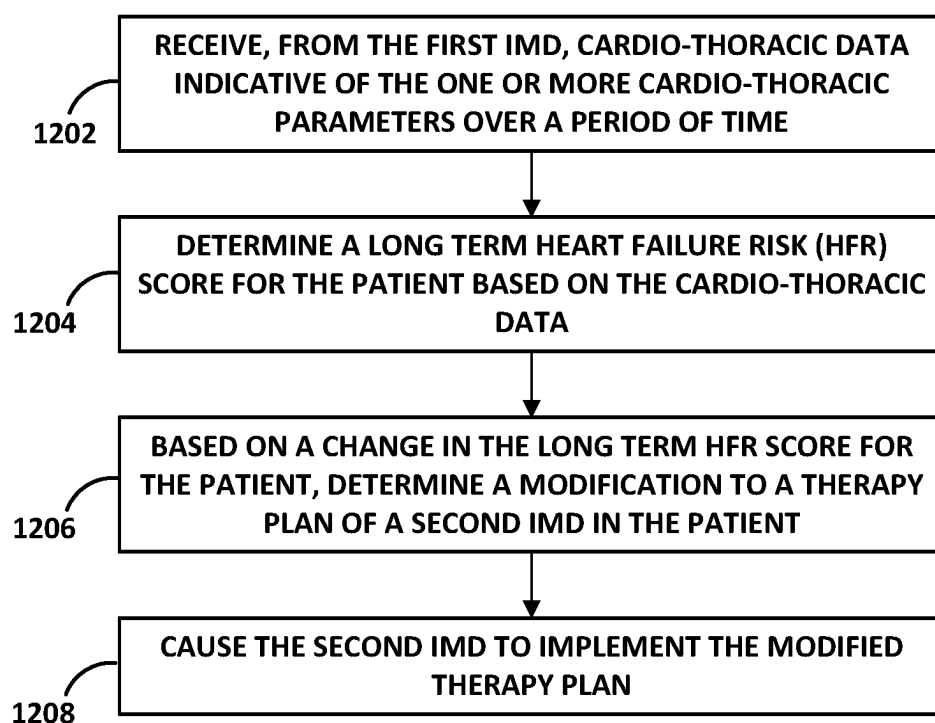 RECEIVE, FROM THE FIRST IMD, CARDIO-THORACIC DATA
INDICATIVE OF THE ONE OR MORE CARDIO-THORACIC
PARAMETERS OVER A PERIOD OF TIME
1202
DETERMINE A LONG TERM HEART FAILURE RISK (HFR)
SCORE FOR THE PATIENT BASED ON THE CARDIO-THORACIC
DATA
1204
BASED ON A CHANGE IN THE LONG TERM HFR SCORE FOR
THE PATIENT, DETERMINE A MODIFICATION TO A THERAPY
PLAN OF A SECOND IMD IN THE PATIENT
1206
CAUSE THE SECOND IMD TO IMPLEMENT THE MODIFIED
THERAPY PLAN
1208